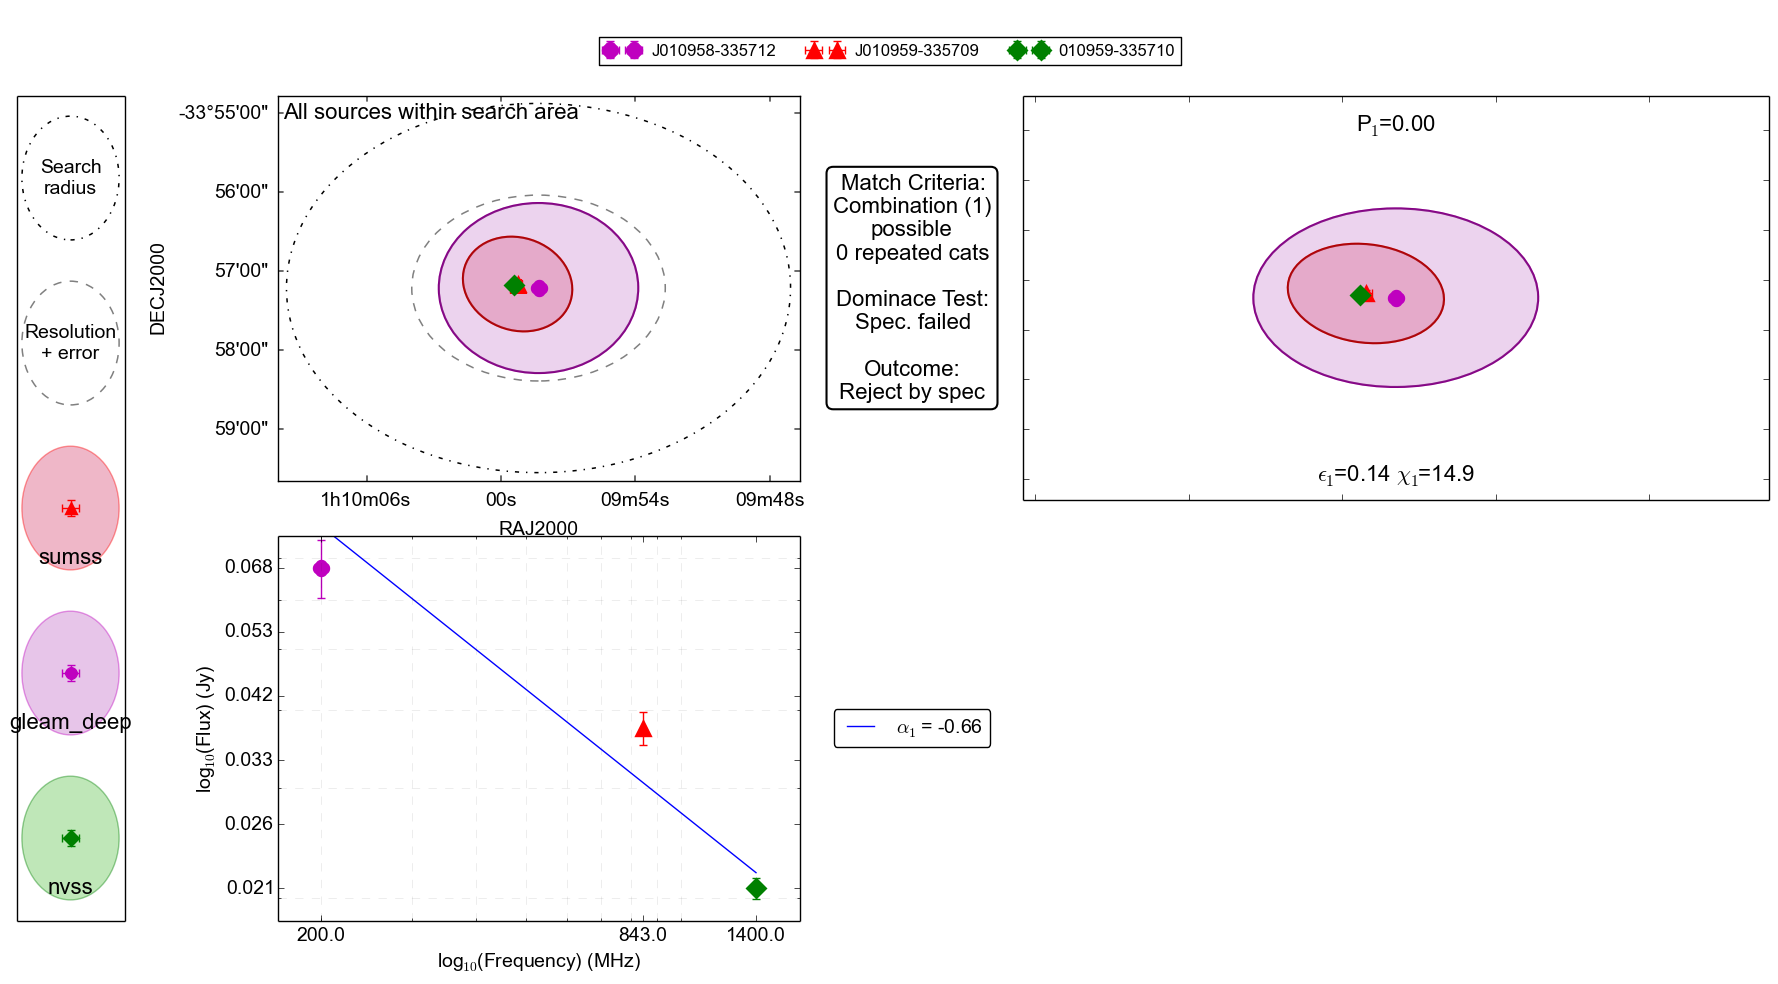 J010958-335712
J010959-335709
010959-335710
Search
radius
Resolution
+ error
sumss
gleam_deep
nvss
All sources within search area
-33°55'00"
56'00"
57'00"
58'00"
59'00"
DECJ2000
1h10m06s
00s
09m54s
09m48s
RAJ2000
Match Criteria:
Combination (1)
possible
0 repeated cats
Dominace Test:
Spec. failed
Outcome:
Reject by spec
P₁=0.00
ϵ₁=0.14 χ₁=14.9
0.068
0.053
0.042
0.033
0.026
0.021
log₁₀(Flux) (Jy)
200.0
843.0
1400.0
log₁₀(Frequency) (MHz)
α₁ = -0.66